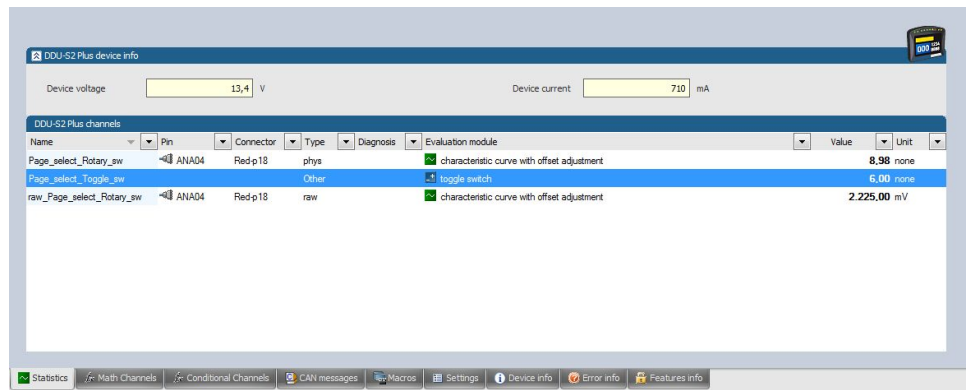 DDU-S2 Plus device info
Device voltage 13,4 V Device current 710 mA
DDU-S2 Plus channels
Name Pin Connector Type Diagnosis Evaluation module Value Unit
Page_select_Rotary_sw ANA04 Red-p18 phys characteristic curve with offset adjustment 8,98 none
Page_select_Toggle_sw Other toggle switch 6,00 none
raw_Page_select_Rotary_sw ANA04 Red-p18 raw characteristic curve with offset adjustment 2.225,00 mV
Statistics Math Channels Conditional Channels CAN messages Macros Settings Device info Error info Features info